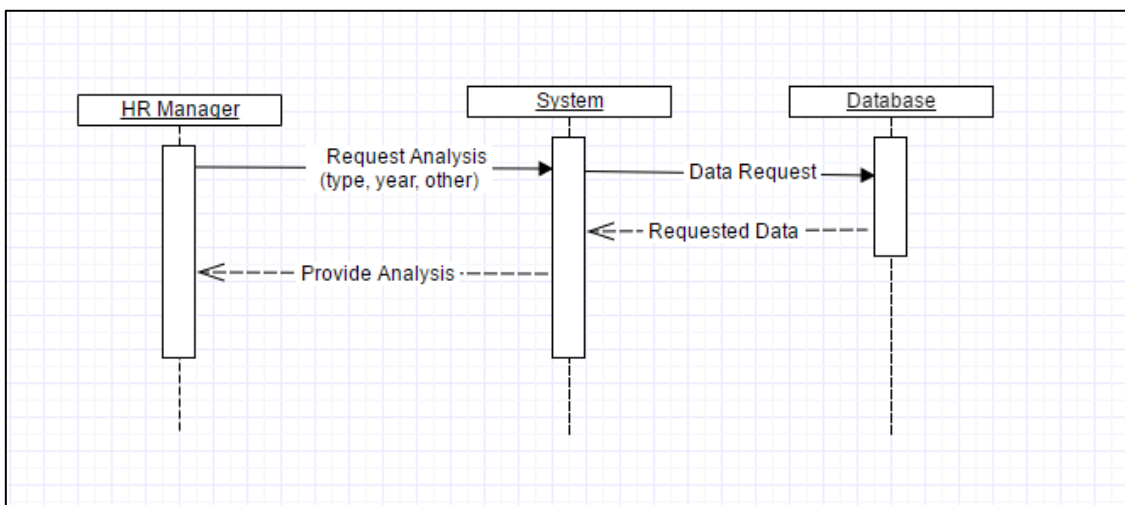 HR Manager
System
Database
Request Analysis
(type, year, other)
Data Request
Requested Data
Provide Analysis